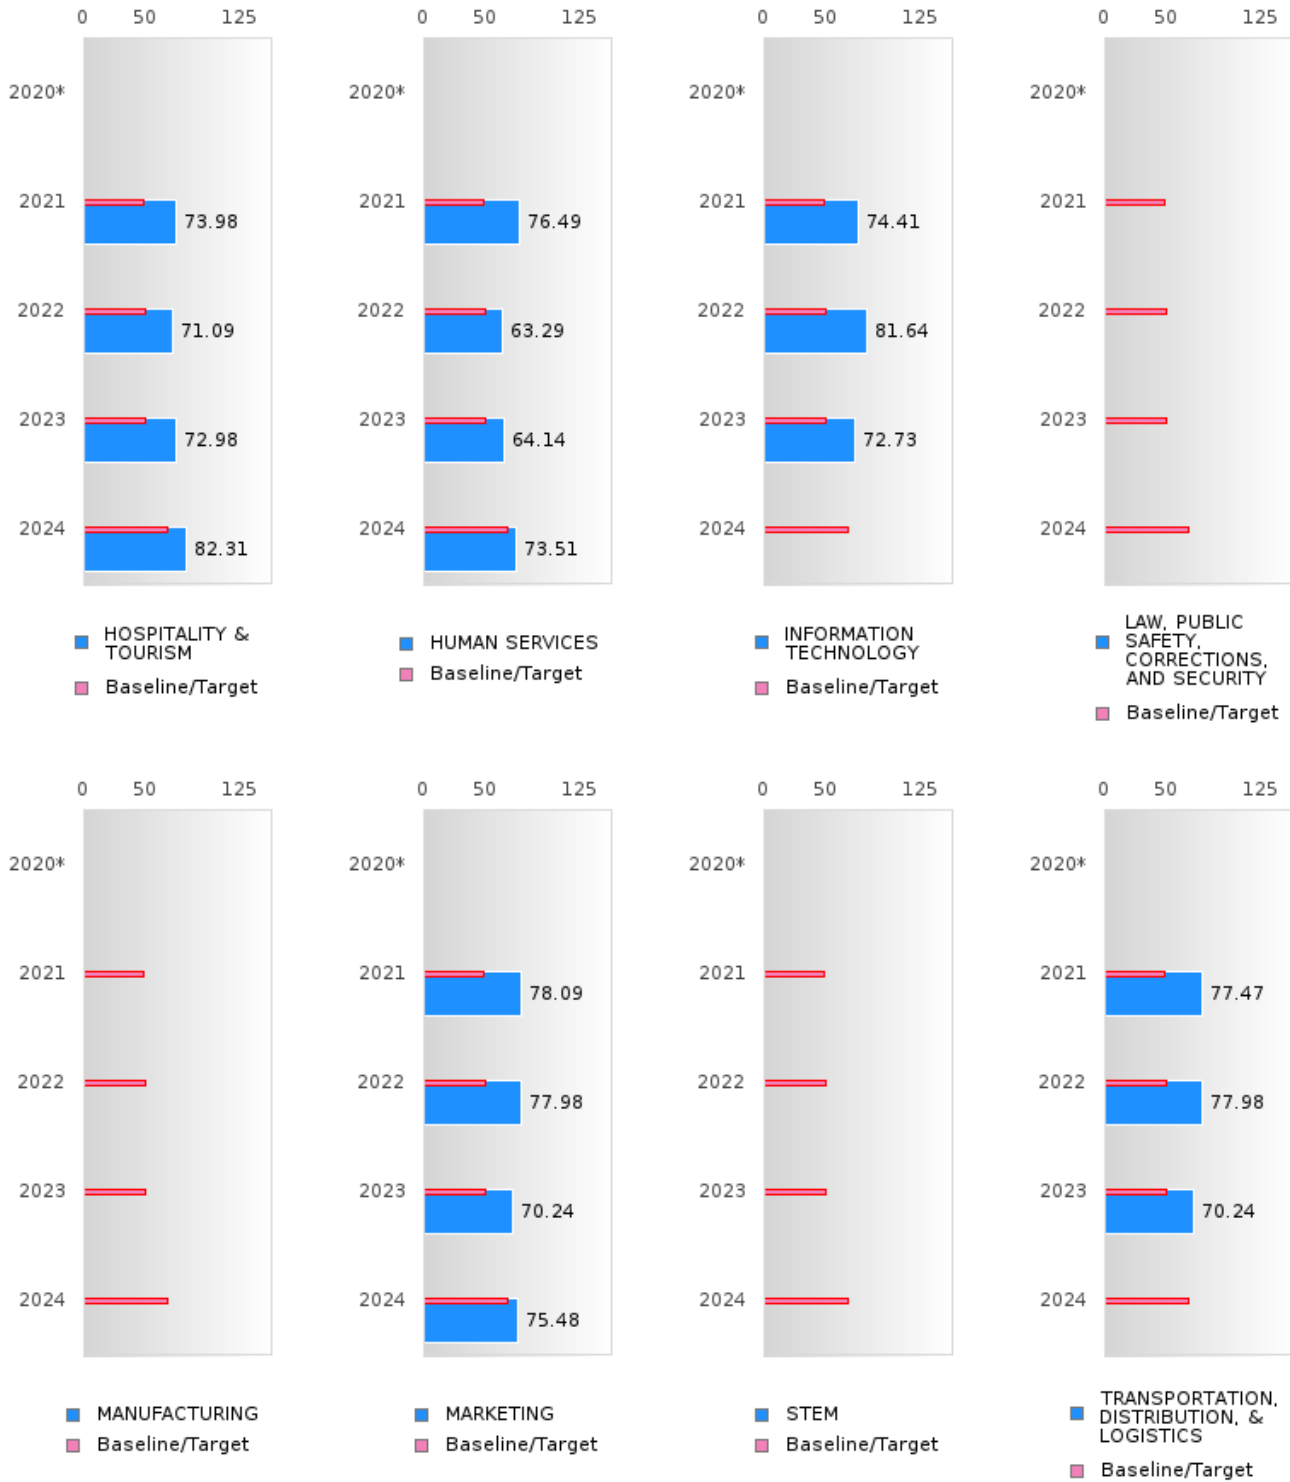 0 50 125 0 50 125 0 50 125 0 50 125
2020* 2020* 2020* 2020*
2021 73.98 2021 76.49 2021 74.41 2021
2022 71.09 2022 63.29 2022 81.64 2022
2023 72.98 2023 64.14 2023 72.73 2023
2024 82.31 2024 73.51 2024 2024
HOSPITALITY &
TOURISM
Baseline/Target
HUMAN SERVICES
Baseline/Target
INFORMATION
TECHNOLOGY
Baseline/Target
LAW, PUBLIC
SAFETY,
CORRECTIONS,
AND SECURITY
Baseline/Target
0 50 125 0 50 125 0 50 125 0 50 125
2020* 2020* 2020* 2020*
2021 2021 78.09 2021 2021 77.47
2022 2022 77.98 2022 2022 77.98
2023 2023 70.24 2023 2023 70.24
2024 2024 75.48 2024 2024
MANUFACTURING
Baseline/Target
MARKETING
Baseline/Target
STEM
Baseline/Target
TRANSPORTATION,
DISTRIBUTION, &
LOGISTICS
Baseline/Target